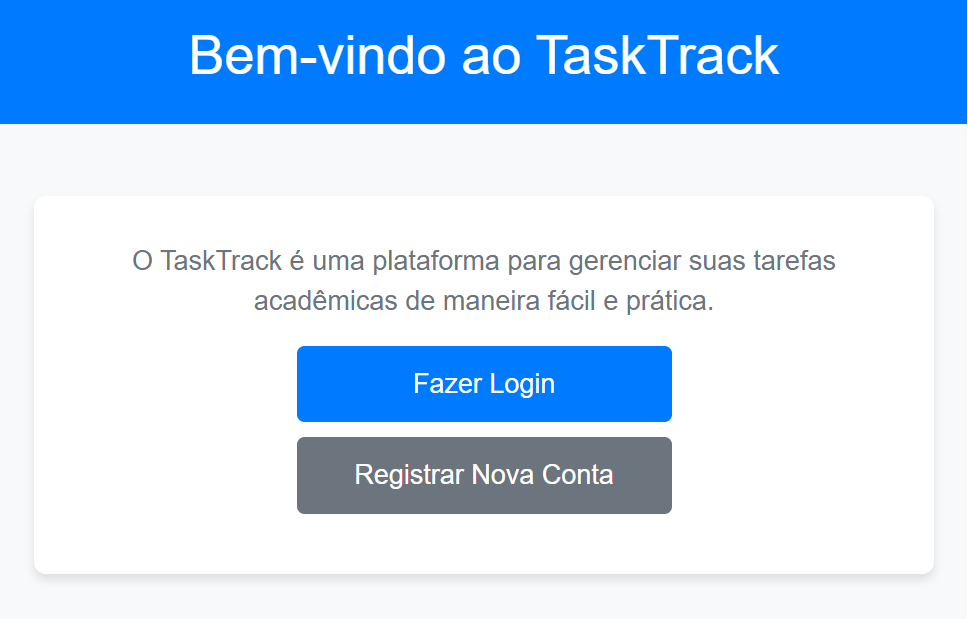 Bem-vindo ao TaskTrack
O TaskTrack é uma plataforma para gerenciar suas tarefas
acadêmicas de maneira fácil e prática.
Fazer Login
Registrar Nova Conta